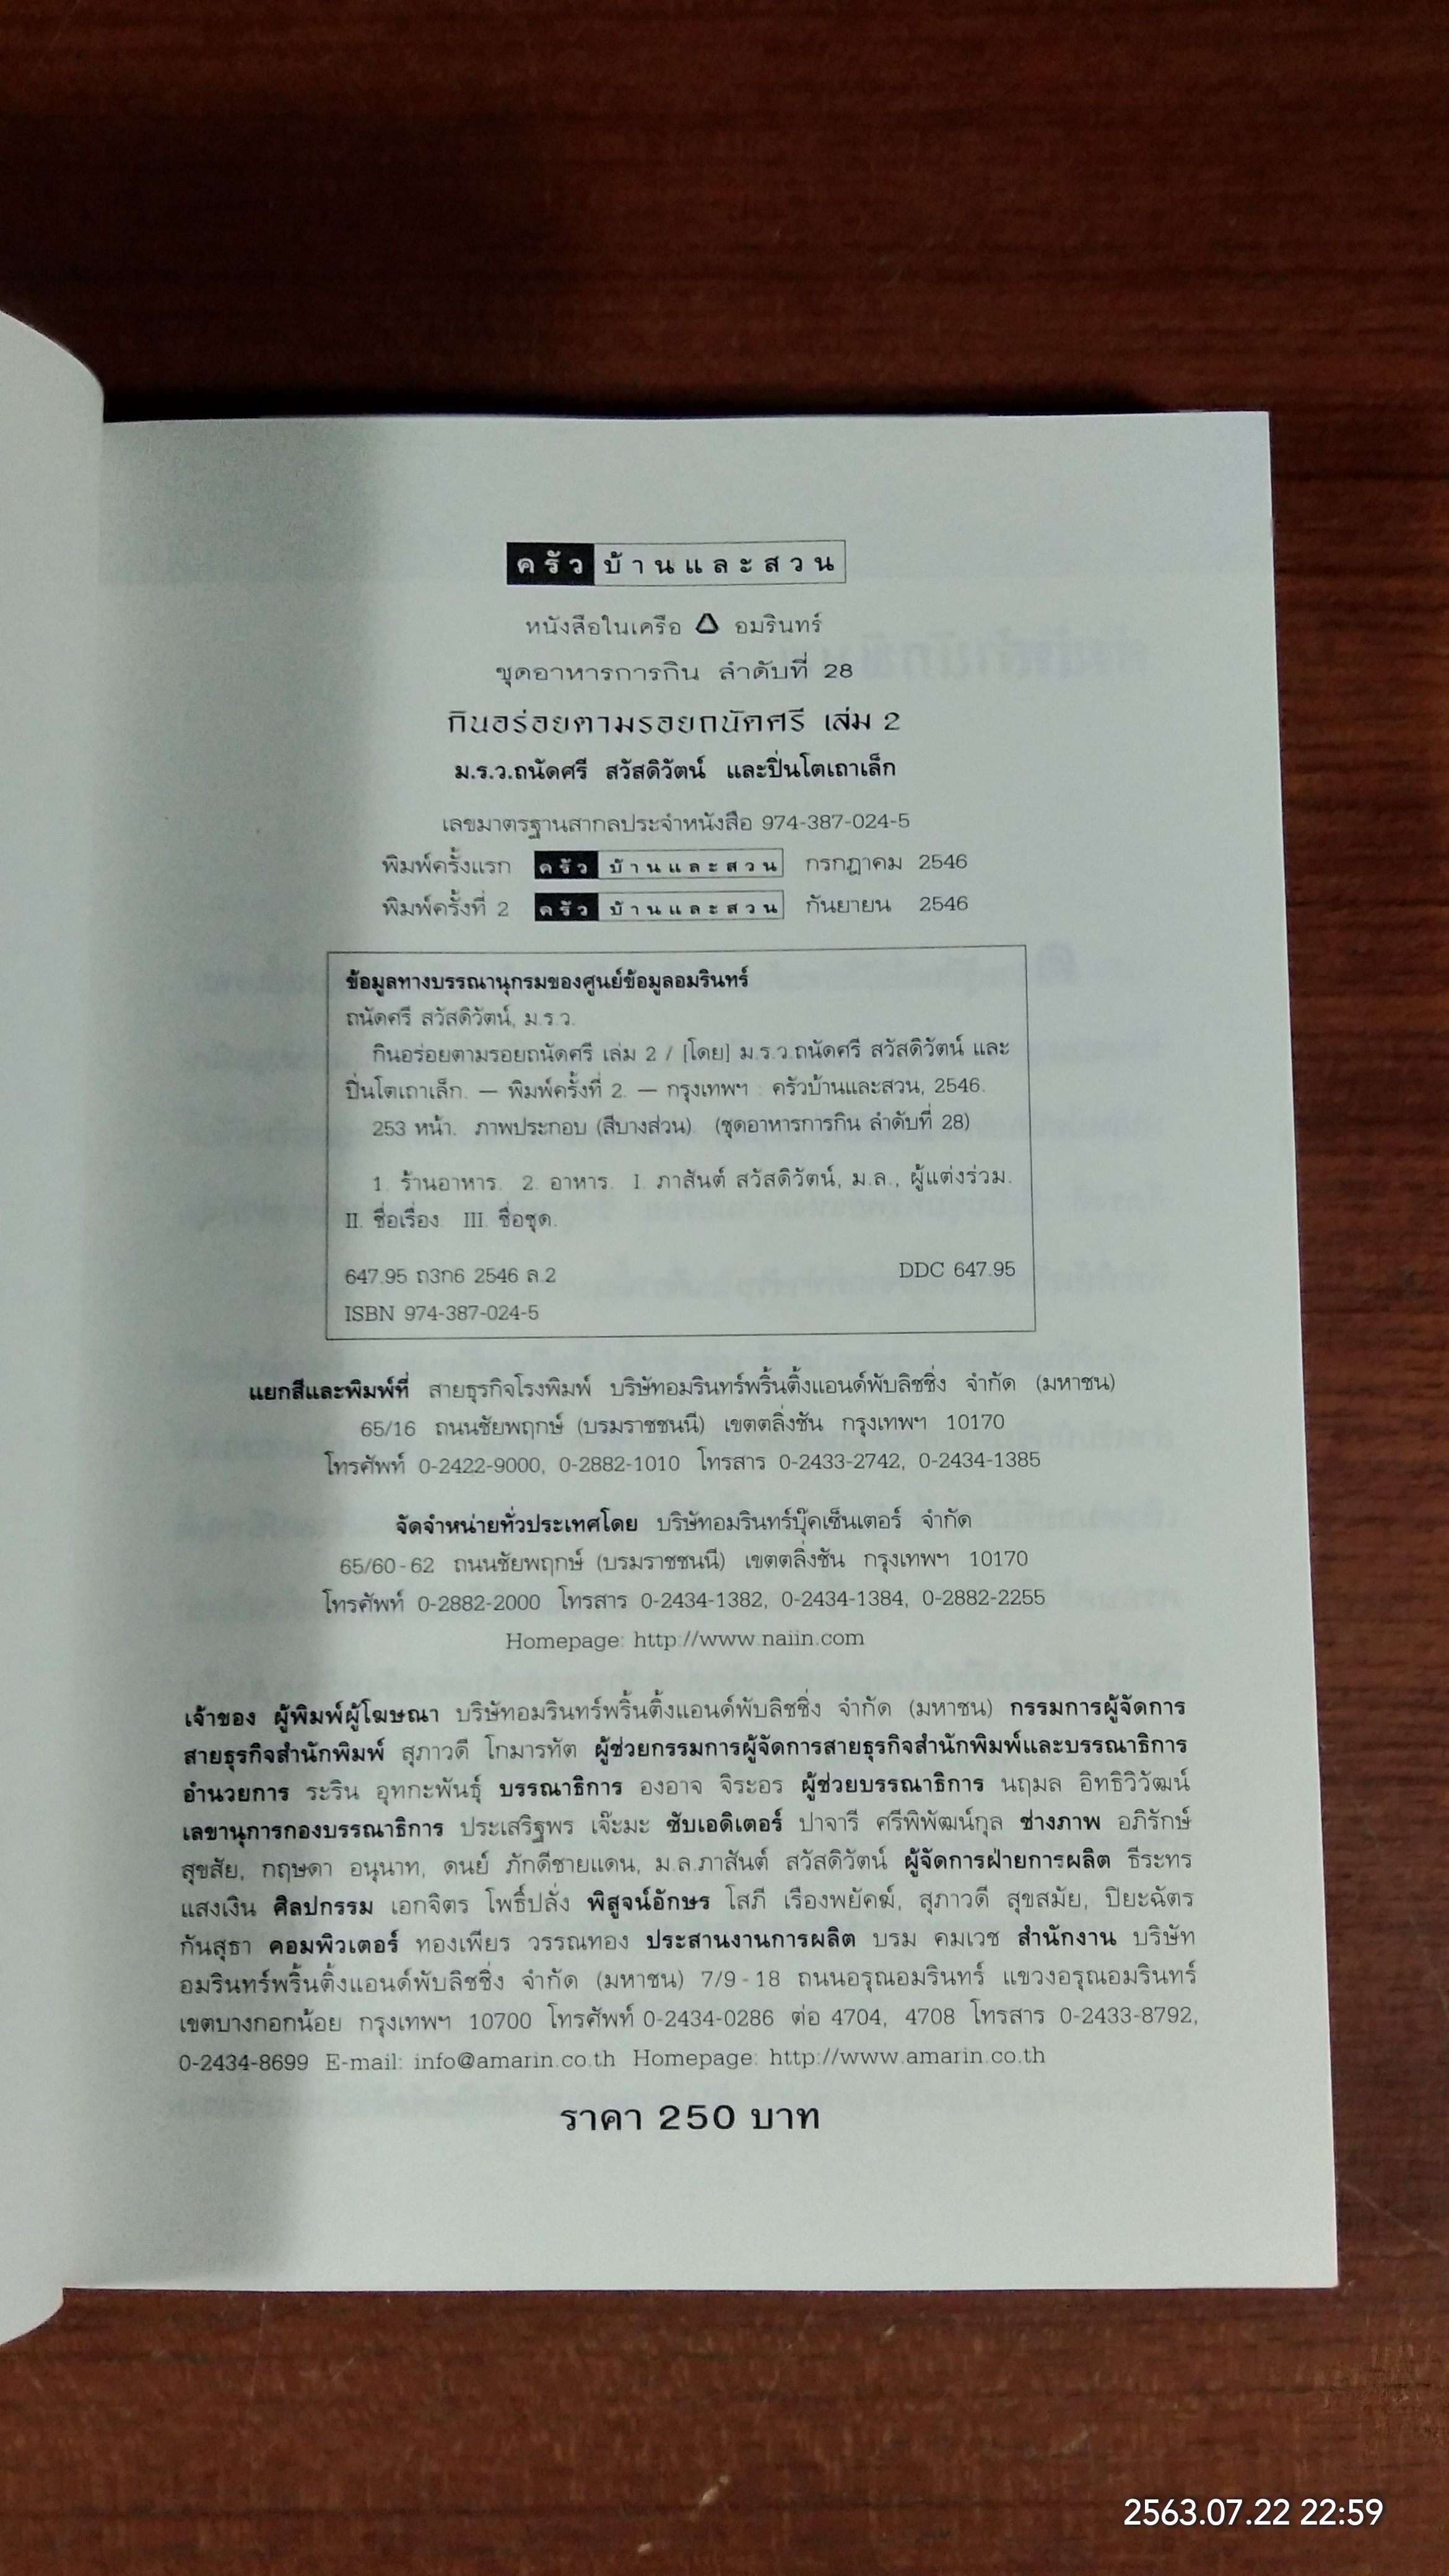 ครัวบ้านและสวน
หนังสือในเครือ อมรินทร์
ชุดอาหารการกิน ลำดับที่ 28
กินอร่อยตามรอยถนัดศรี เล่ม 2
ม.ร.ว.ถนัดศรี สวัสดิวัตน์ และปิ่นโตเถาเล็ก
เลขมาตรฐานสากลประจำหนังสือ 974-387-024-5
พิมพ์ครั้งแรก ครัวบ้านและสวน กรกฎาคม 2546
พิมพ์ครั้งที่ 2 ครัวบ้านและสวน กันยายน 2546
ข้อมูลทางบรรณานุกรมของศูนย์ข้อมูลอมรินทร์
ถนัดศรี สวัสดิวัตน์, ม.ร.ว.
กินอร่อยตามรอยถนัดศรี เล่ม 2 / [โดย] ม.ร.ว.ถนัดศรี สวัสดิวัตน์ และ
ปิ่นโตเถาเล็ก. — พิมพ์ครั้งที่ 2. — กรุงเทพฯ : ครัวบ้านและสวน, 2546.
253 หน้า. ภาพประกอบ (สีบางส่วน). (ชุดอาหารการกิน ลำดับที่ 28)
1. ร้านอาหาร. 2. อาหาร. I. ภาสันต์ สวัสดิวัตน์, ม.ล., ผู้แต่งร่วม.
II. ชื่อเรื่อง III. ชื่อชุด.
647.95 ถ3ก6 2546 ล.2 DDC 647.95
ISBN 974-387-024-5
แยกสีและพิมพ์ที่ สายธุรกิจโรงพิมพ์ บริษัทอมรินทร์พริ้นติ้งแอนด์พับลิชชิ่ง จำกัด (มหาชน)
65/16 ถนนชัยพฤกษ์ (บรมราชชนนี) เขตตลิ่งชัน กรุงเทพฯ 10170
โทรศัพท์ 0-2422-9000, 0-2882-1010 โทรสาร 0-2433-2742, 0-2434-1385
จัดจำหน่ายทั่วประเทศโดย บริษัทอมรินทร์บุ๊คเซ็นเตอร์ จำกัด
65/60-62 ถนนชัยพฤกษ์ (บรมราชชนนี) เขตตลิ่งชัน กรุงเทพฯ 10170
โทรศัพท์ 0-2882-2000 โทรสาร 0-2434-1382, 0-2434-1384, 0-2882-2255
Homepage: http://www.naiin.com
เจ้าของ ผู้พิมพ์ผู้โฆษณา บริษัทอมรินทร์พริ้นติ้งแอนด์พับลิชชิ่ง จำกัด (มหาชน) กรรมการผู้จัดการ
สายธุรกิจสำนักพิมพ์ สุภาวดี โกมารทัต ผู้ช่วยกรรมการผู้จัดการสายธุรกิจสำนักพิมพ์และบรรณาธิการ
อำนวยการ ระริน อุทกะพันธุ์ บรรณาธิการ องอาจ จิระอร ผู้ช่วยบรรณาธิการ นฤมล อิทธิวิวัฒน์
เลขานุการกองบรรณาธิการ ประเสริฐพร เจ๊ะมะ ซับเอดิเตอร์ ปาจารี ศรีพิพัฒน์กุล ช่างภาพ อภิรักษ์
สุขสัย, กฤษดา อนุนาท, ดนย์ ภักดีชายแดน, ม.ล.ภาสันต์ สวัสดิวัตน์ ผู้จัดการฝ่ายการผลิต ธีระทร
แสงเงิน ศิลปกรรม เอกจิตร โพธิ์ปลั่ง พิสูจน์อักษร โสภี เรืองพยัคฆ์, สุภาวดี สุขสมัย, ปิยะฉัตร
กันสุธา คอมพิวเตอร์ ทองเพียร วรรณทอง ประสานงานการผลิต บรม คมเวช สำนักงาน บริษัท
อมรินทร์พริ้นติ้งแอนด์พับลิชชิ่ง จำกัด (มหาชน) 7/9-18 ถนนอรุณอมรินทร์ แขวงอรุณอมรินทร์
เขตบางกอกน้อย กรุงเทพฯ 10700 โทรศัพท์ 0-2434-0286 ต่อ 4704, 4708 โทรสาร 0-2433-8792,
0-2434-8699 E-mail: info@amarin.co.th Homepage: http://www.amarin.co.th
ราคา 250 บาท
2563.07.22 22:59